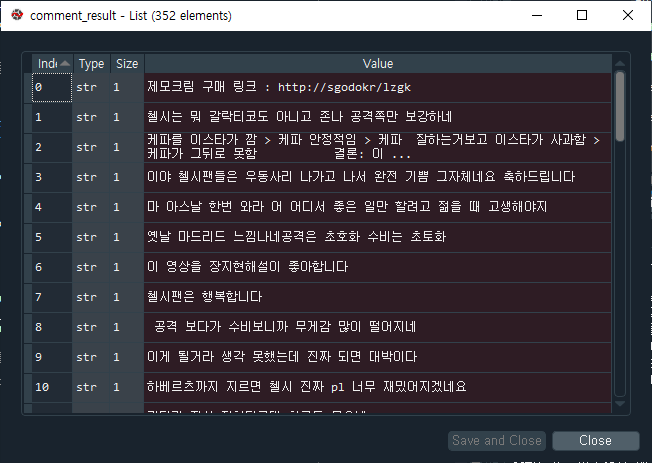 comment_result - List (352 elements)
Inde Type Size Value
0 str 1 제모크림 구매 링크 : http://sgodokr/lzgk
1 str 1 첼시는 뭐 갈락티코도 아니고 존나 공격쪽만 보강하네
2 str 1 케파를 이스타가 깜 > 케파 안정적임 > 케파 잘하는거보고 이스타가 사과함 >
케파가 그뒤로 못함 결론: 이 ...
3 str 1 이야 첼시팬들은 우동사리 나가고 나서 완전 기쁨 그자체네요 축하드립니다
4 str 1 마 아스날 한번 와라 어 어디서 좋은 일만 할려고 젊을 때 고생해야지
5 str 1 옛날 마드리드 느낌나네공격은 초호화 수비는 초토화
6 str 1 이 영상을 장지현해설이 좋아합니다
7 str 1 첼시팬은 행복합니다
8 str 1 공격 보다가 수비보니까 무게감 많이 떨어지네
9 str 1 이게 될거라 생각 못했는데 진짜 되면 대박이다
10 str 1 하베르츠까지 지르면 첼시 진짜 pl 너무 재밌어지겠네요
Save and Close Close